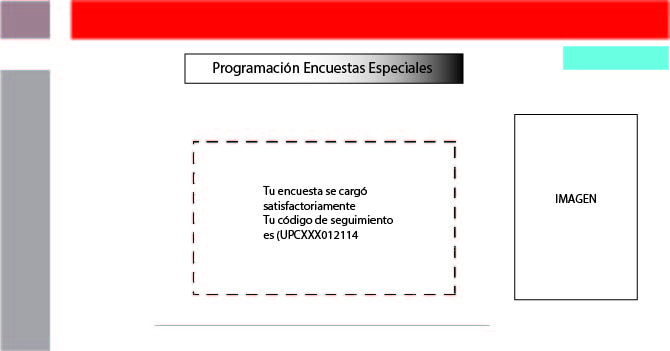 Programación Encuestas Especiales
Tu encuesta se cargó
satisfactoriamente
Tu código de seguimiento
es (UPCXXX012114
IMAGEN